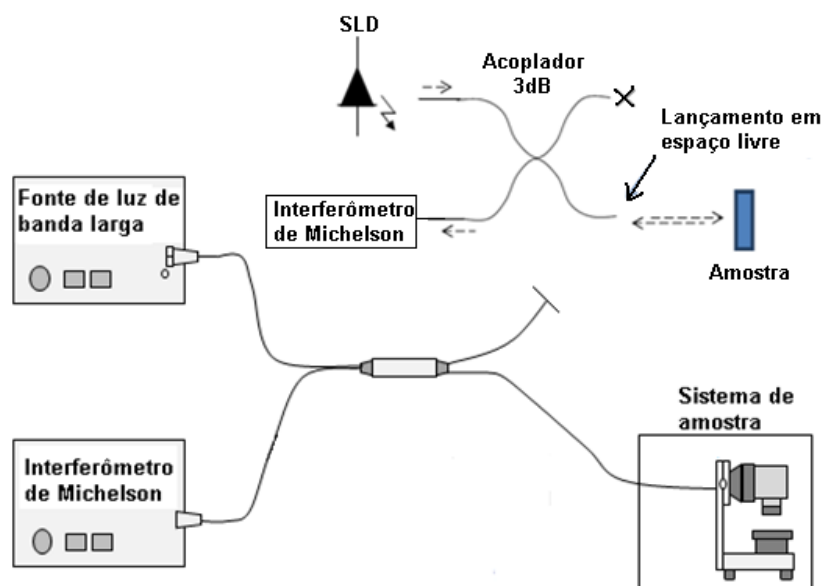 SLD
Acoplador
3dB
Lançamento em
espaço livre
Fonte de luz de
banda larga
Interferômetro
de Michelson
Amostra
Sistema de
amostra
Interferômetro
de Michelson